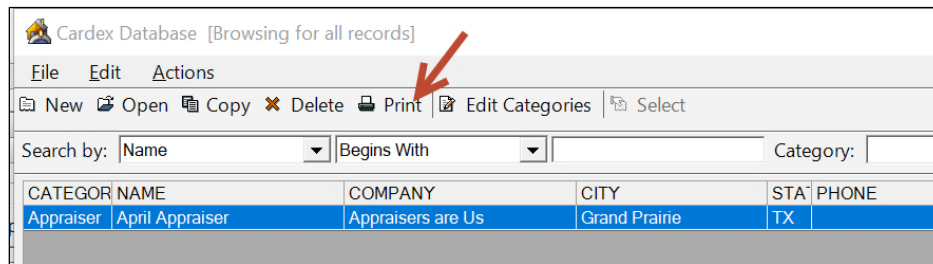 Cardex Database [Browsing for all records]
File Edit Actions
New Open Copy Delete Print Edit Categories Select
Search by: Name Begins With Category:
CATEGOR NAME COMPANY CITY STA PHONE
Appraiser April Appraiser Appraisers are Us Grand Prairie TX